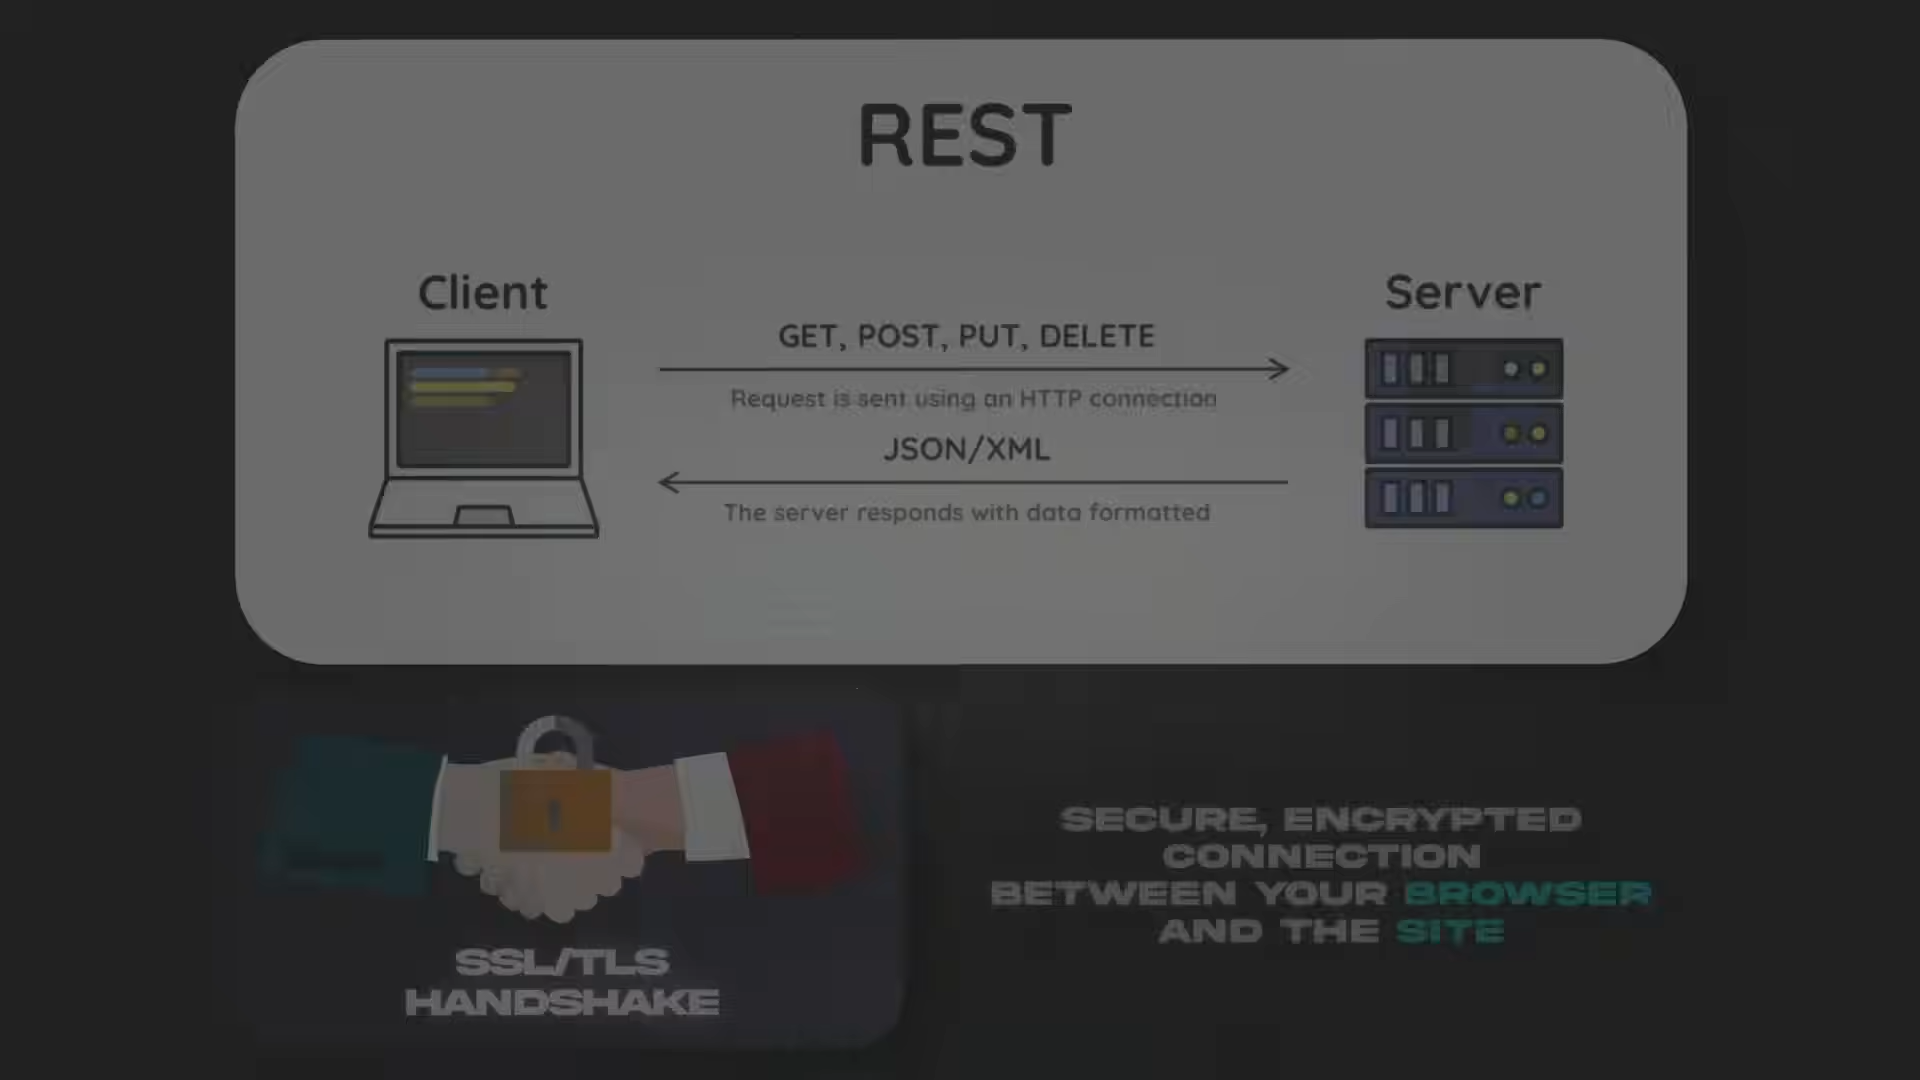 REST
Client
Server
GET, POST, PUT, DELETE
Request is sent using an HTTP connection
JSON/XML
The server responds with data formatted
SSL/TLS
HANDSHAKE
SECURE, ENCRYPTED
CONNECTION
BETWEEN YOUR BROWSER
AND THE SITE